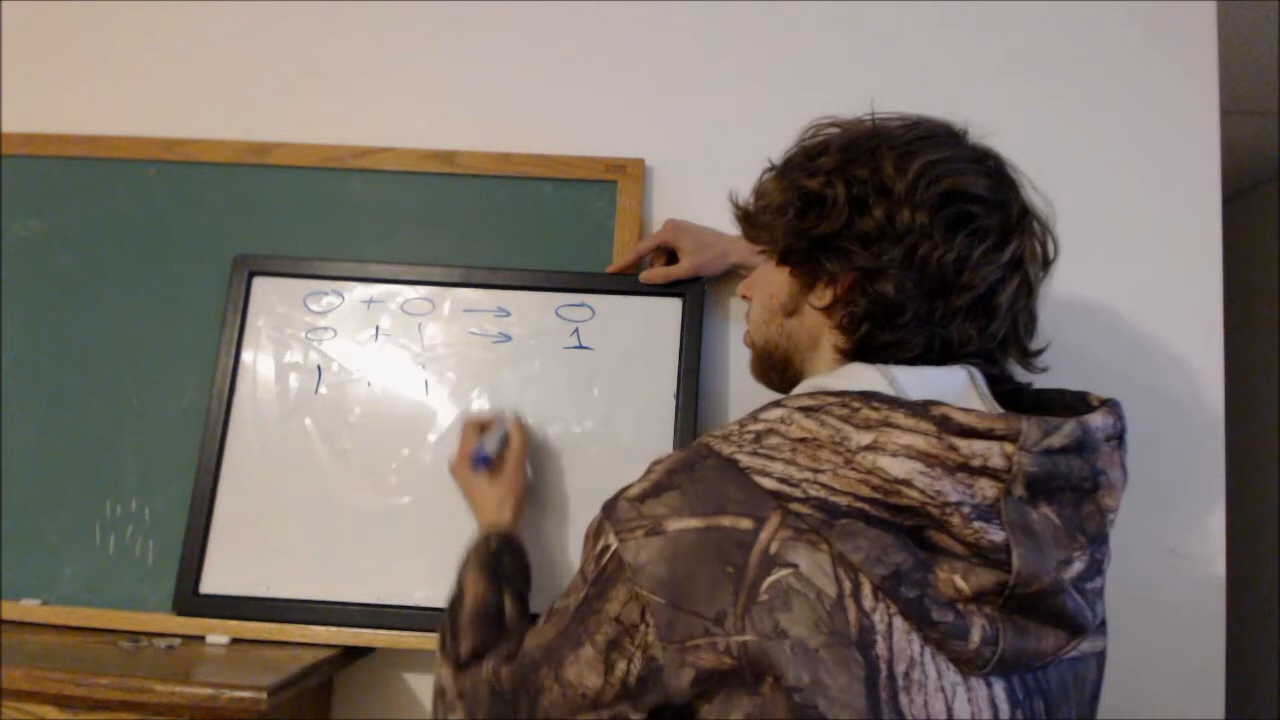 0 + 0 → 0
0 + 1 → 1
1 1